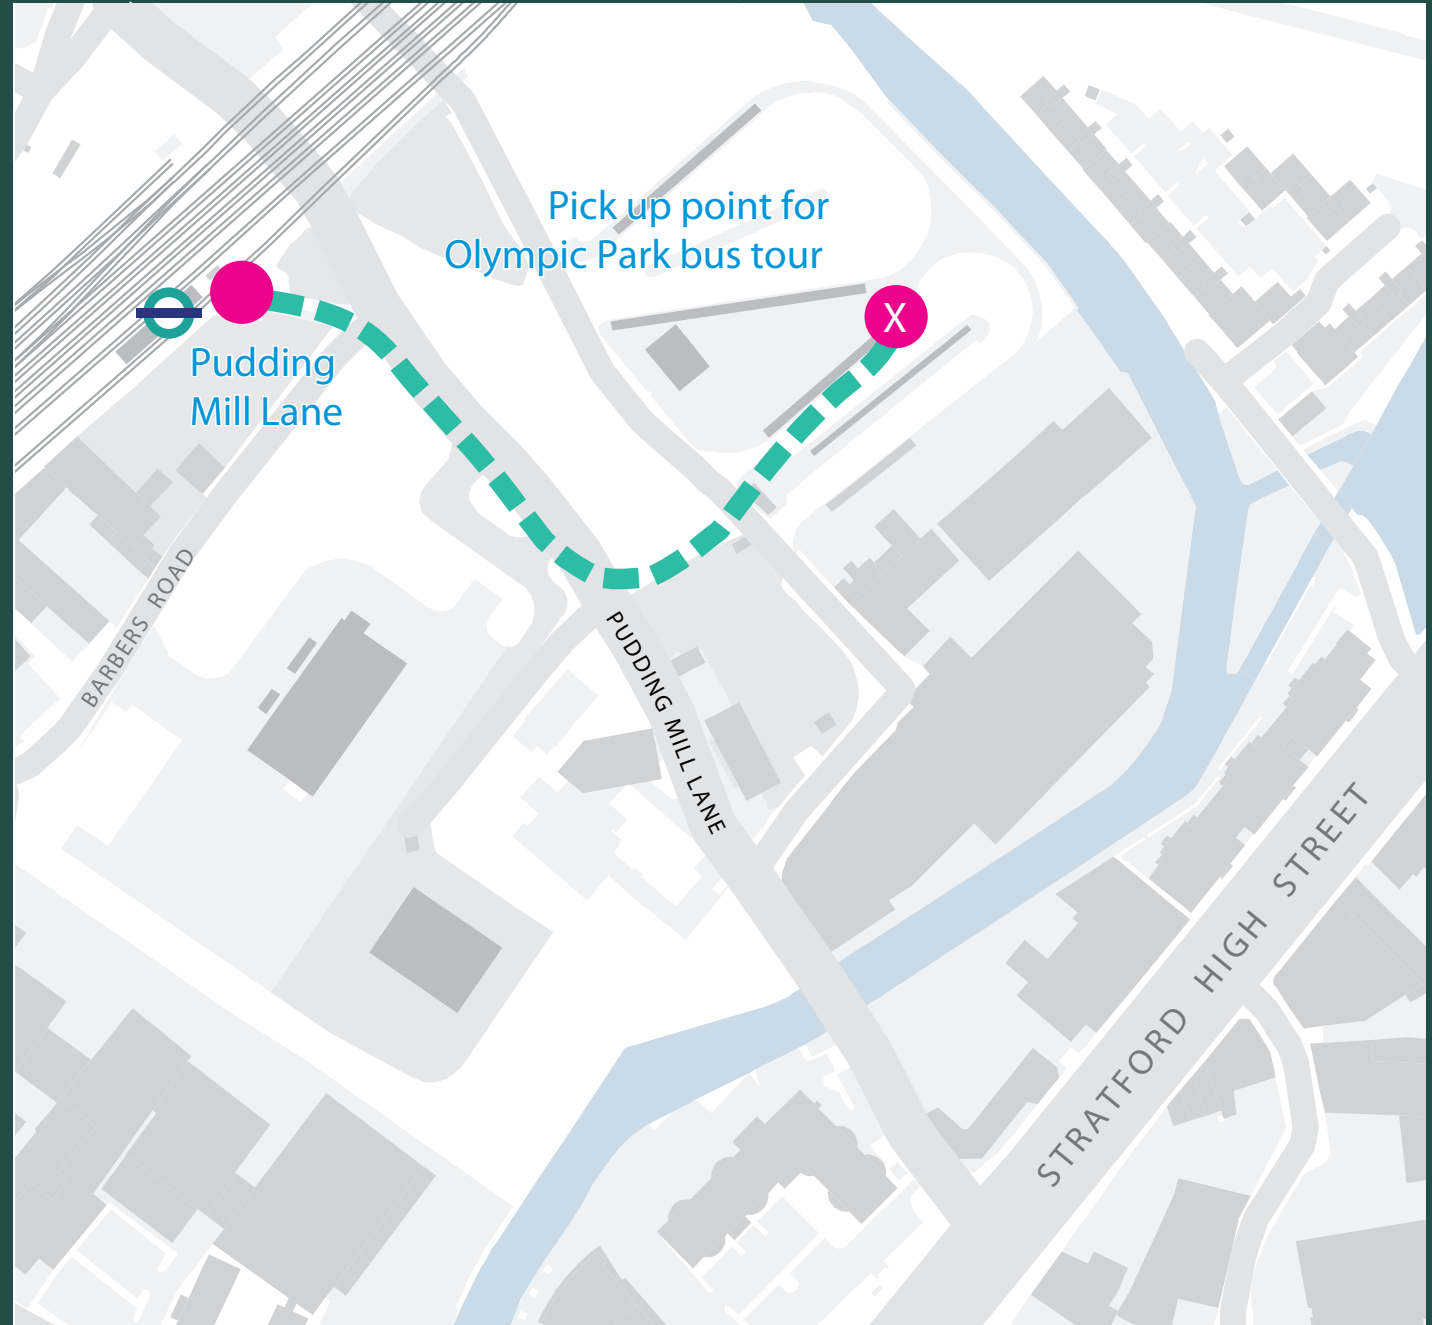 Pick up point for
Olympic Park bus tour
X
Pudding
Mill Lane
BARBERS ROAD
PUDDING MILL LANE
STRATFORD HIGH STREET